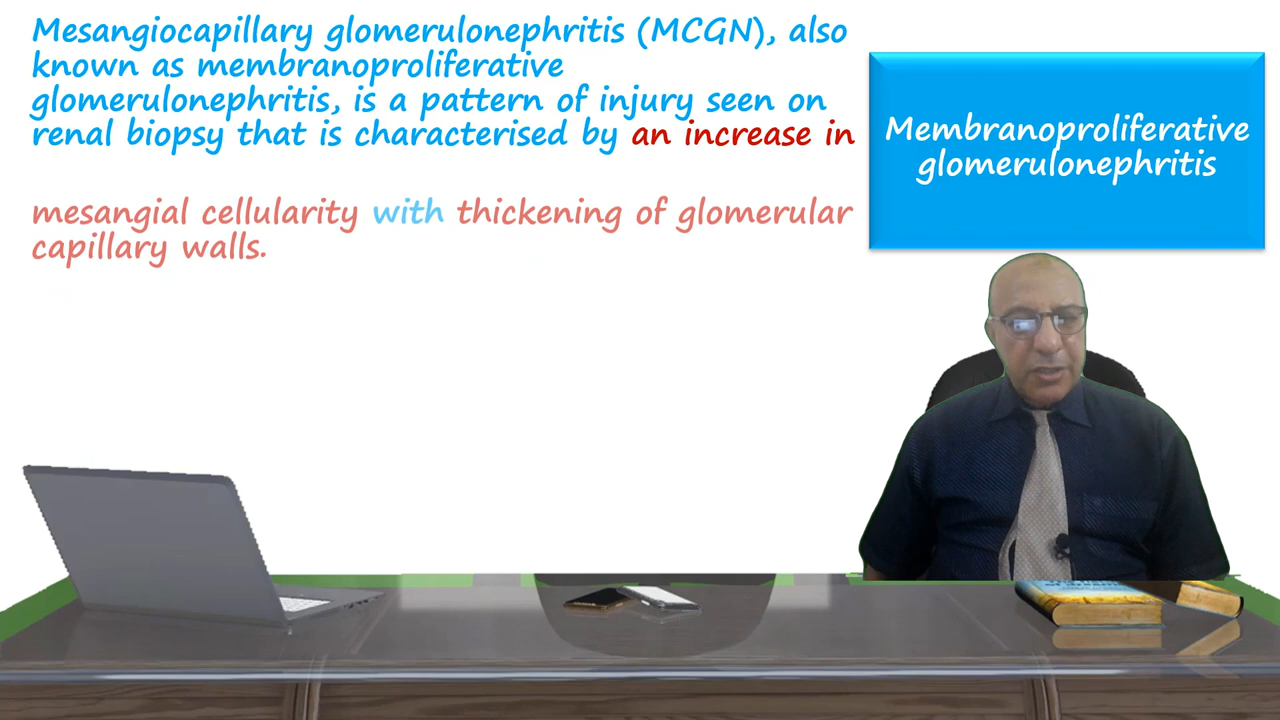 Mesangiocapillary glomerulonephritis (MCGN), also
known as membranoproliferative
glomerulonephritis, is a pattern of injury seen on
renal biopsy that is characterised by an increase in
mesangial cellularity with thickening of glomerular
capillary walls.
Membranoproliferative
glomerulonephritis